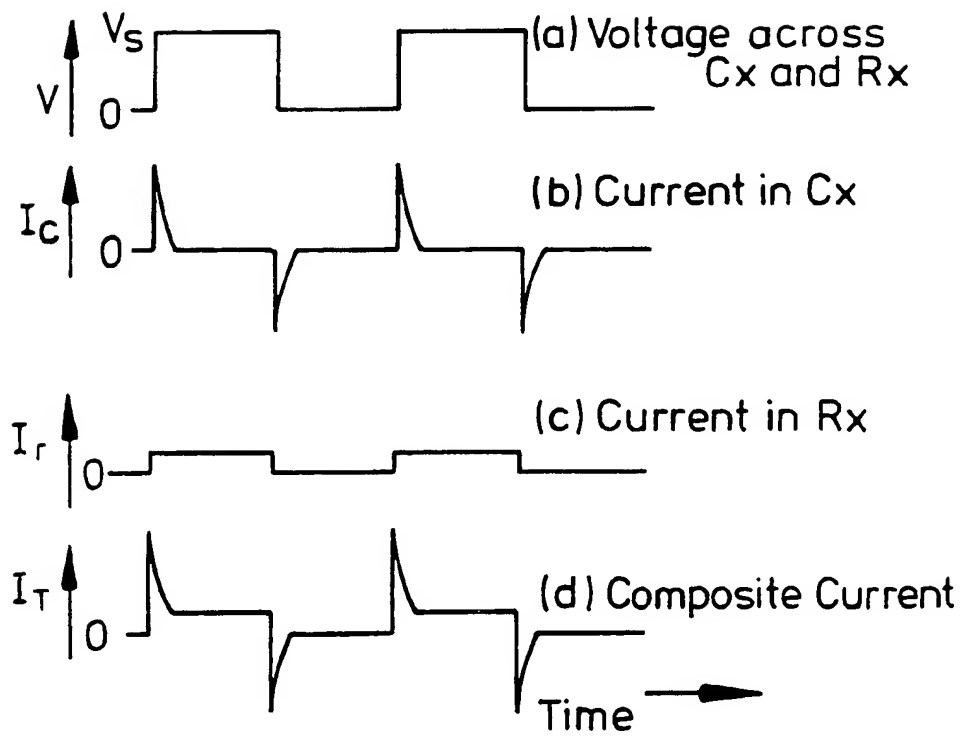 Vs
V
0
(a) Voltage across
Cx and Rx
Ic
0
(b) Current in Cx
Ir
0
(c) Current in Rx
IT
0
(d) Composite Current
Time